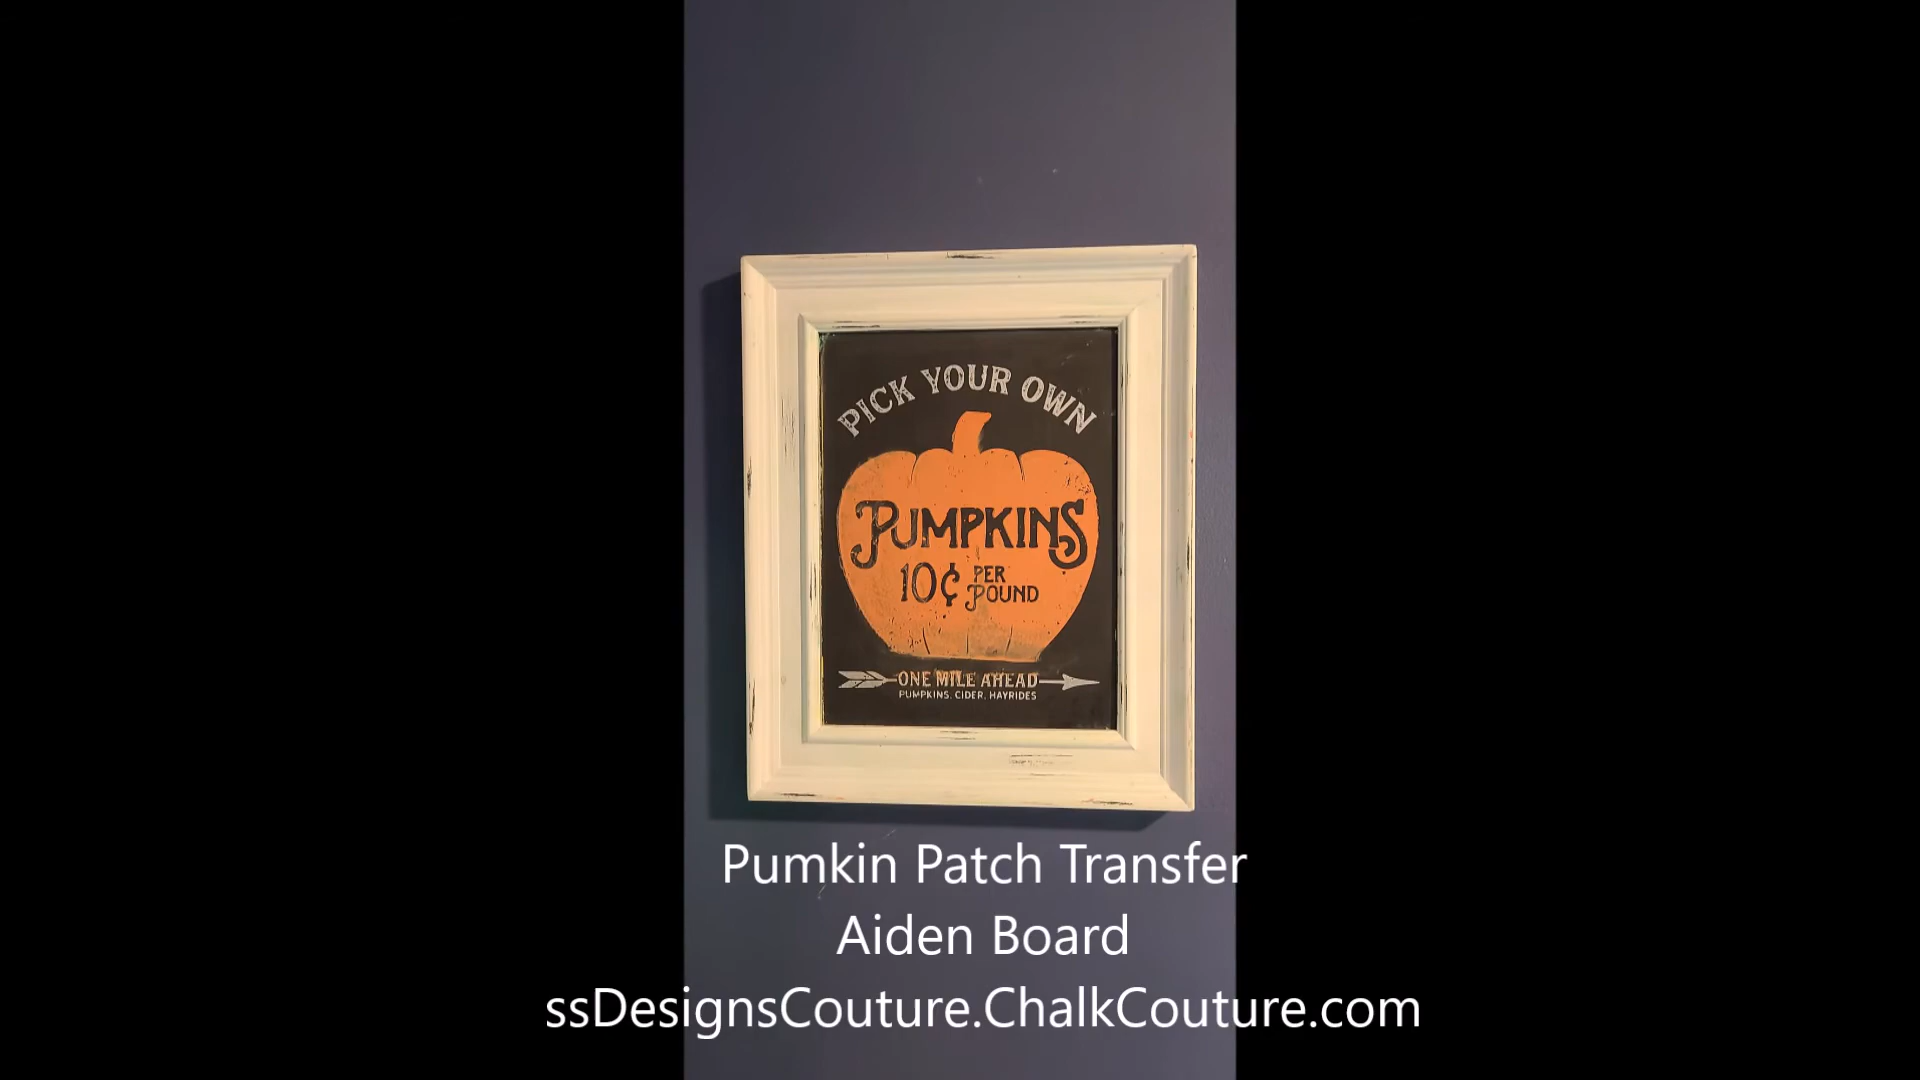 PICK YOUR OWN
PUMPKINS
10¢ PER POUND
ONE MILE AHEAD
PUMPKINS, CIDER, HAYRIDES
Pumkin Patch Transfer
Aiden Board
ssDesignsCouture.ChalkCouture.com